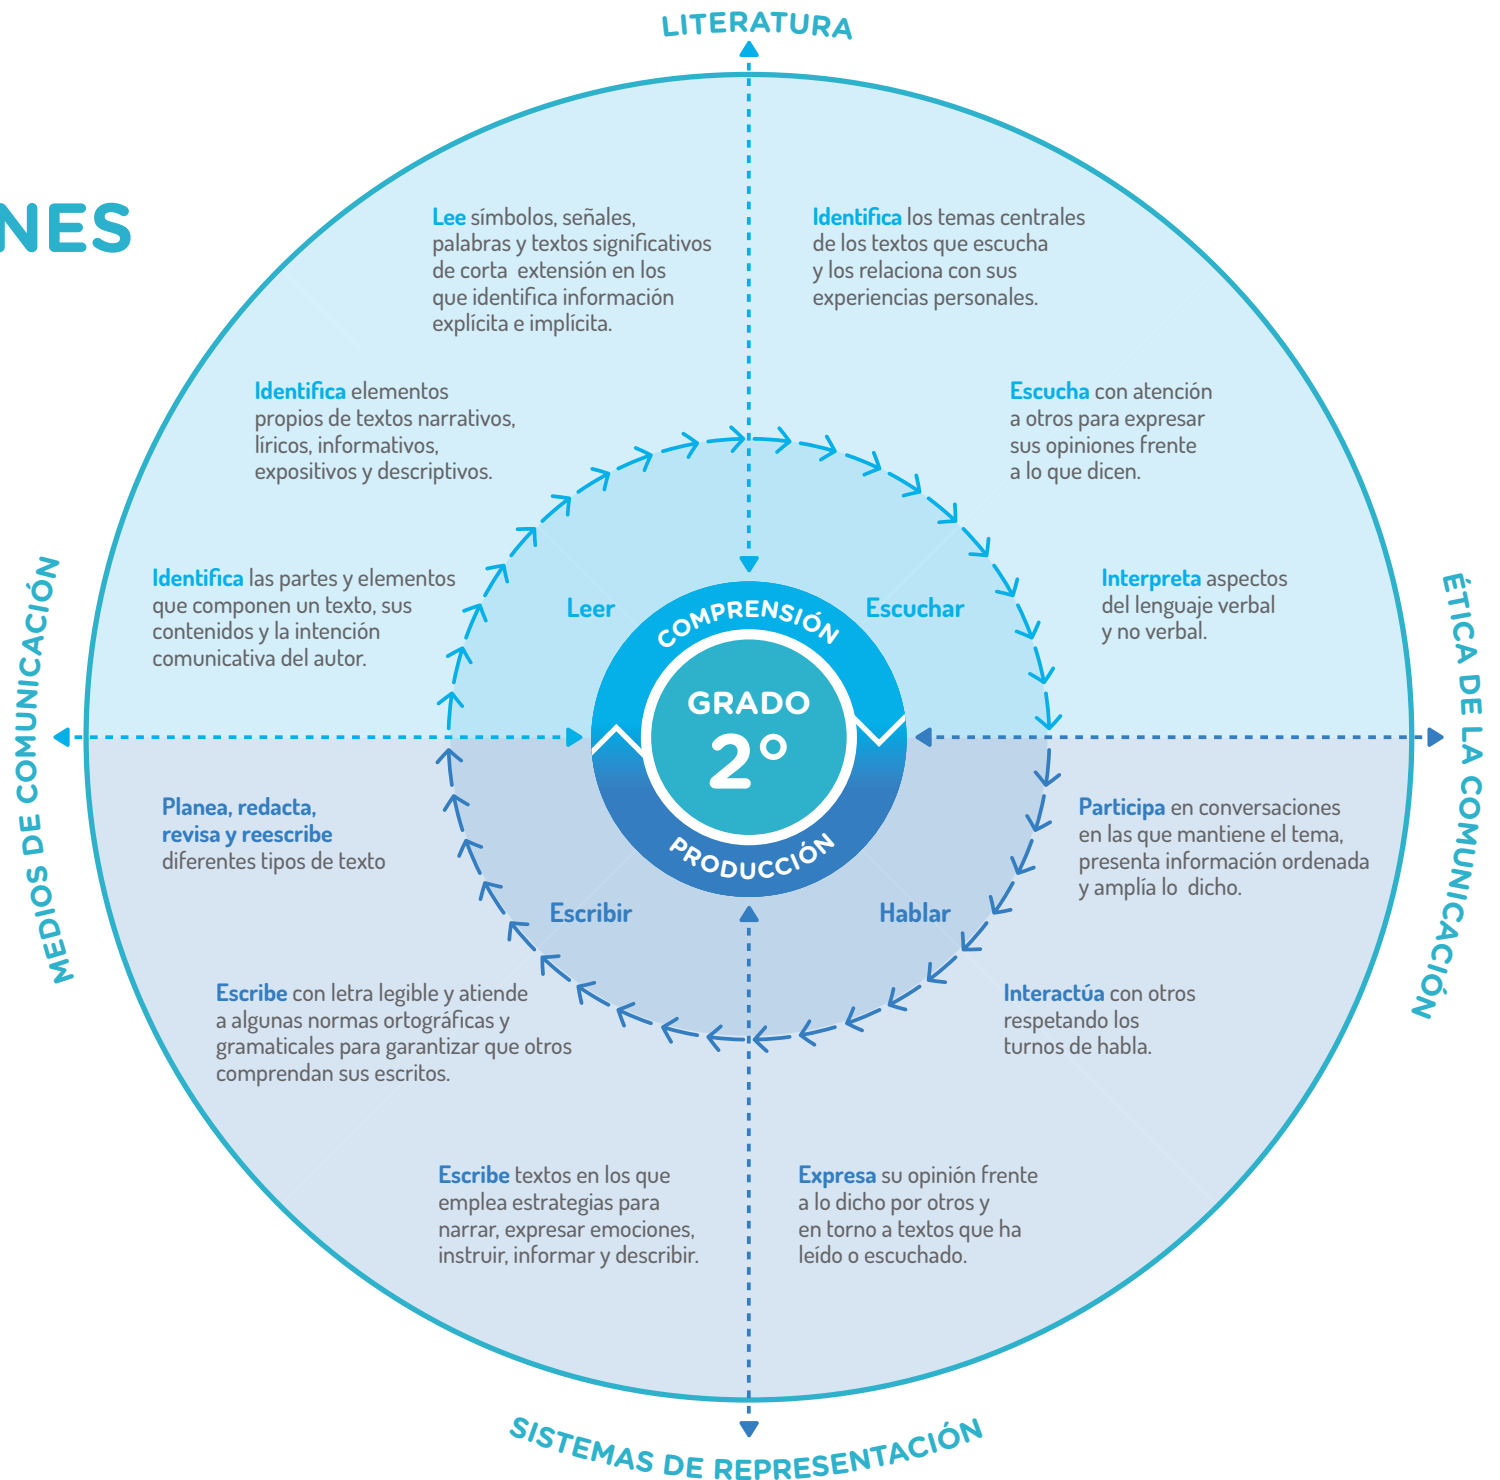 LITERATURA
NES
Lee símbolos, señales,
palabras y textos significativos
de corta extensión en los
que identifica información
explícita e implícita.
Identifica los temas centrales
de los textos que escucha
y los relaciona con sus
experiencias personales.
Identifica elementos
propios de textos narrativos,
líricos, informativos,
expositivos y descriptivos.
Escucha con atención
a otros para expresar
sus opiniones frente
a lo que dicen.
Identifica las partes y elementos
que componen un texto, sus
contenidos y la intención
comunicativa del autor.
Interpreta aspectos
del lenguaje verbal
y no verbal.
Leer
Escuchar
COMPRENSIÓN
GRADO
2°
PRODUCCIÓN
Escribir
Hablar
MEDIOS DE COMUNICACIÓN
ÉTICA DE LA COMUNICACIÓN
Planea, redacta,
revisa y reescribe
diferentes tipos de texto
Participa en conversaciones
en las que mantiene el tema,
presenta información ordenada
y amplía lo dicho.
Escribe con letra legible y atiende
a algunas normas ortográficas y
gramaticales para garantizar que otros
comprendan sus escritos.
Interactúa con otros
respetando los
turnos de habla.
Escribe textos en los que
emplea estrategias para
narrar, expresar emociones,
instruir, informar y describir.
Expresa su opinión frente
a lo dicho por otros y
en torno a textos que ha
leído o escuchado.
SISTEMAS DE REPRESENTACIÓN